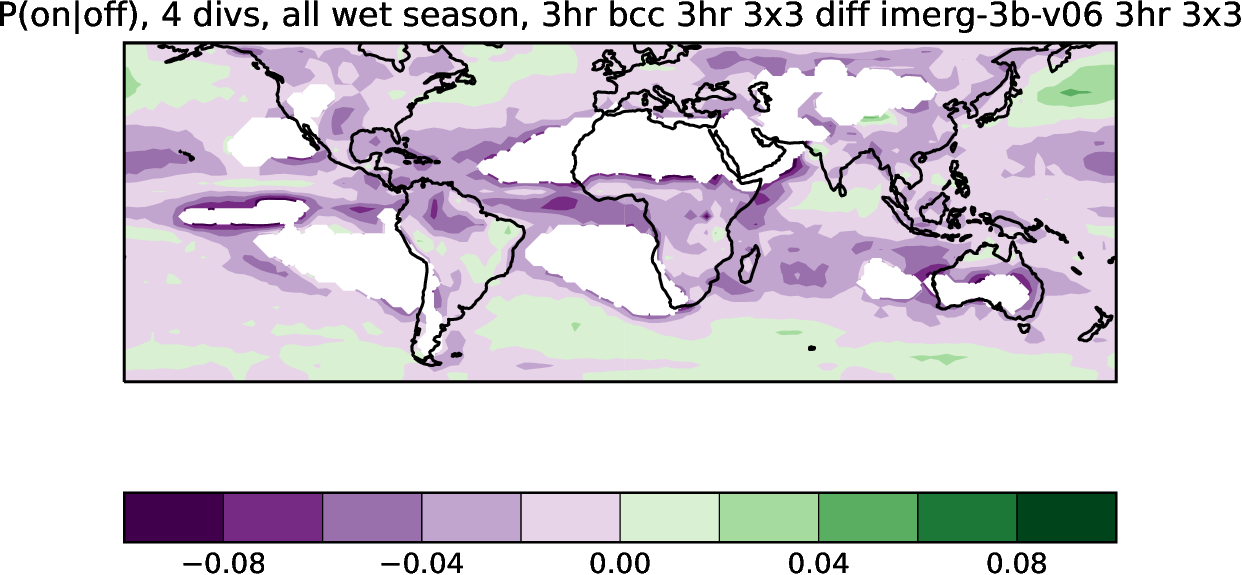 P(on|off), 4 divs, all wet season, 3hr bcc 3hr 3x3 diff imerg-3b-v06 3hr 3x3
−0.08 −0.04 0.00 0.04 0.08